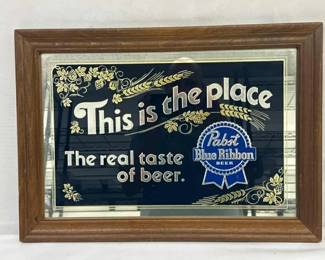 This is the place
The real taste
of beer.
Pabst
Blue Ribbon
BEER